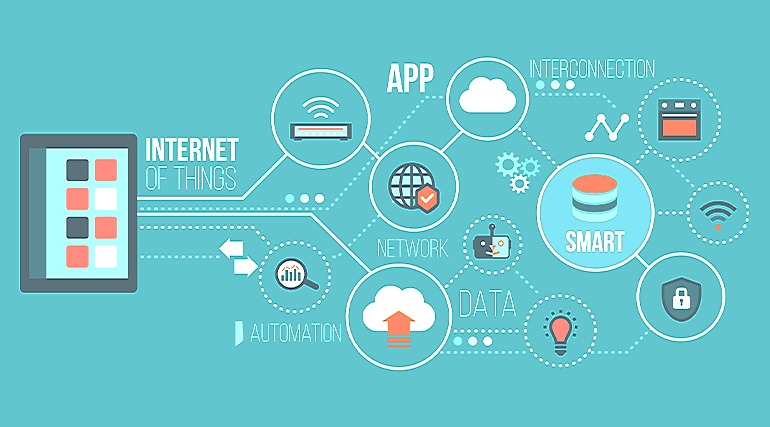 INTERNET
OF THINGS
APP
INTERCONNECTION
NETWORK
SMART
DATA
AUTOMATION